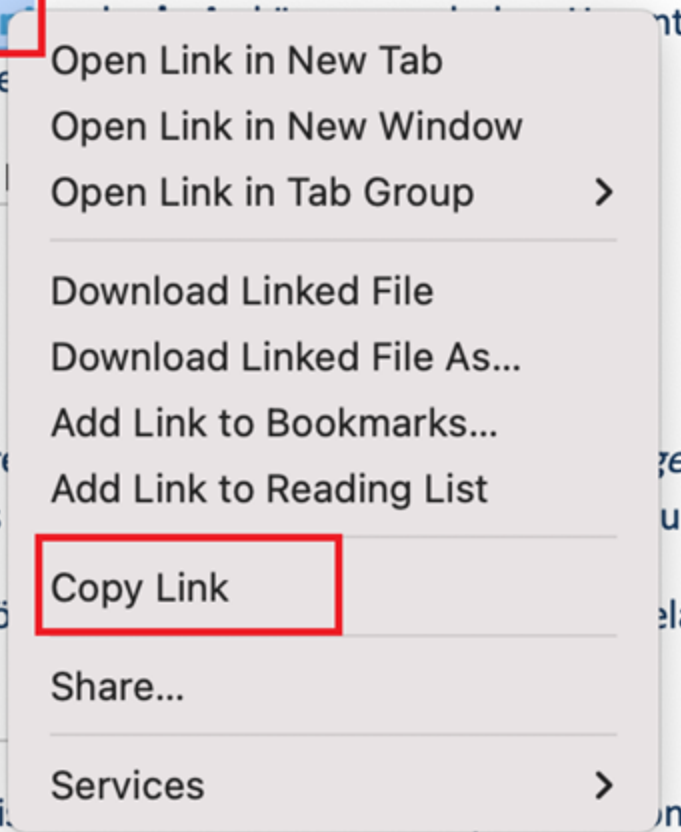 Open Link in New Tab
Open Link in New Window
Open Link in Tab Group
Download Linked File
Download Linked File As...
Add Link to Bookmarks...
Add Link to Reading List
Copy Link
Share...
Services